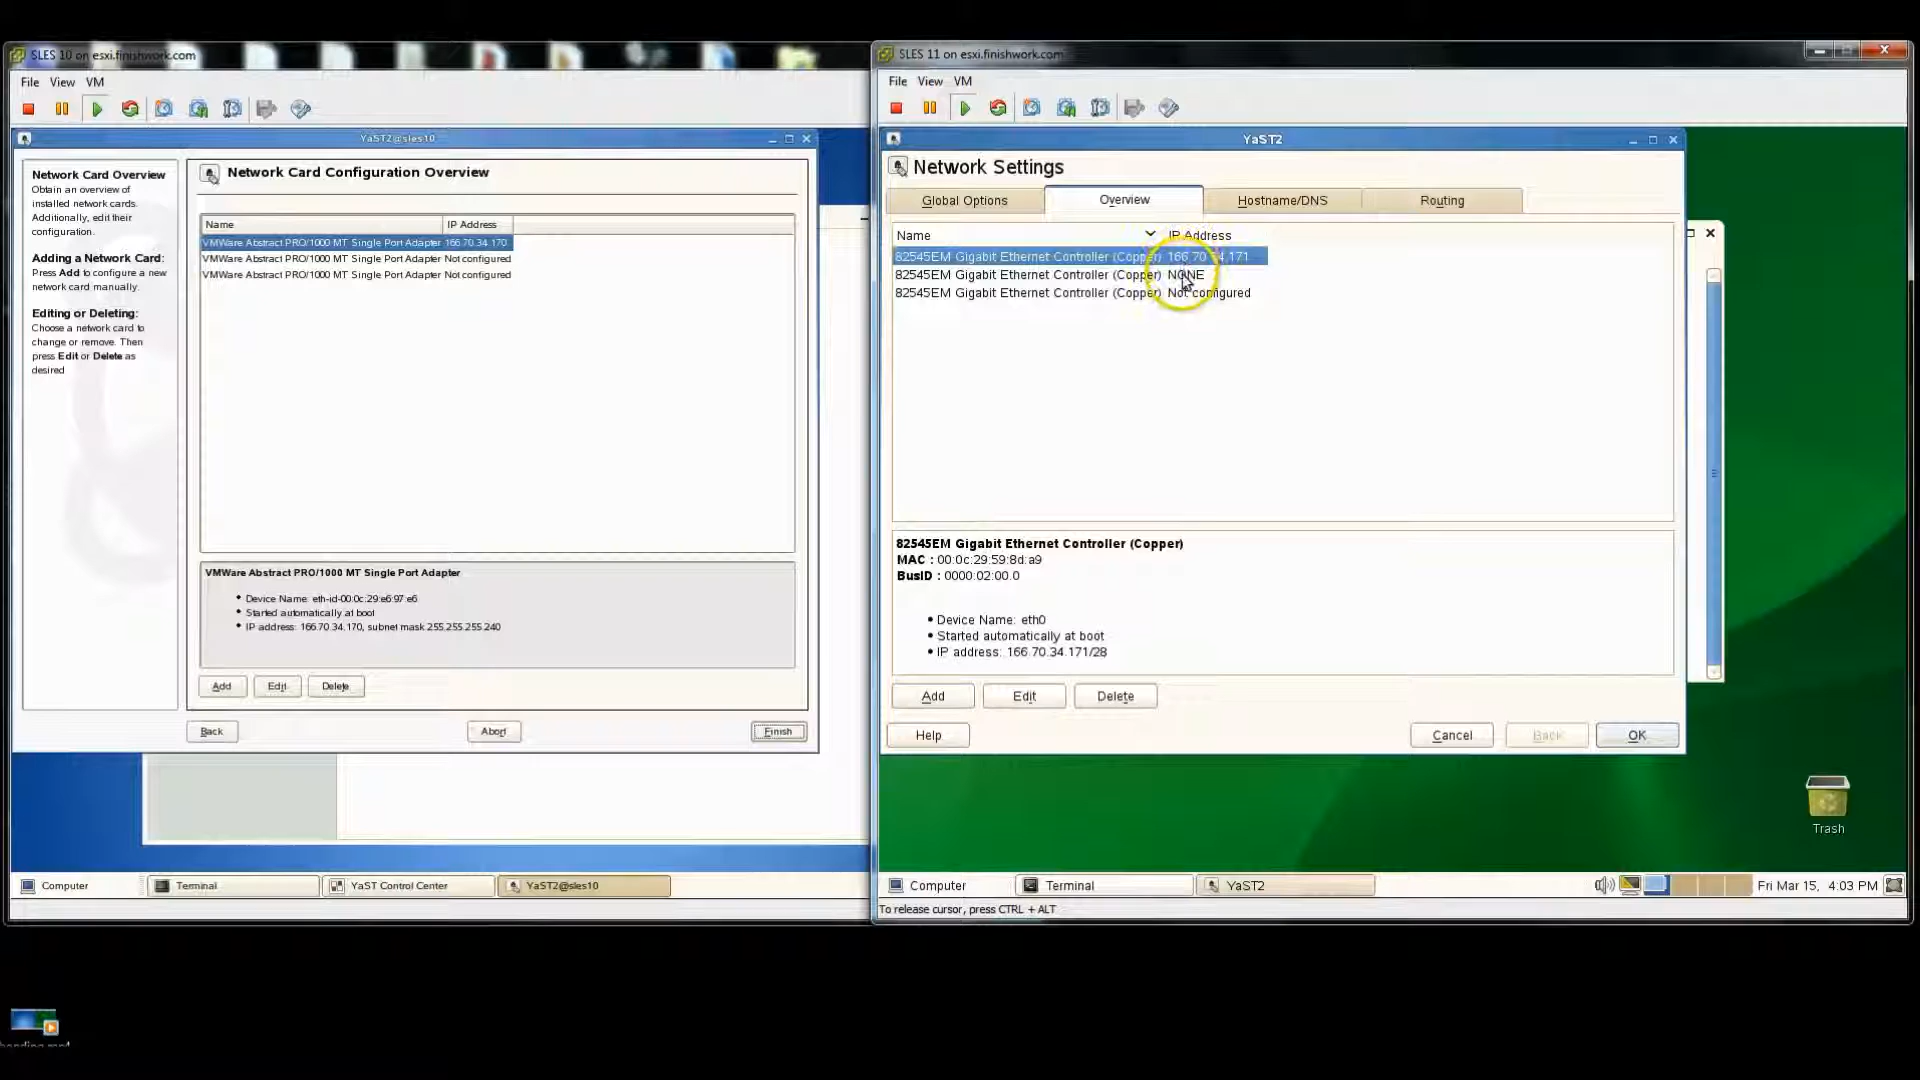 SLES 10 on esxi.finishwork.com
File View VM
YaST2@sles10
Network Card Overview
Obtain an overview of
installed network cards.
Additionally, edit their
configuration.
Adding a Network Card:
Press Add to configure a new
network card manually.
Editing or Deleting:
Choose a network card to
change or remove. Then
press Edit or Delete as
desired
Network Card Configuration Overview
Name IP Address
VMWare Abstract PRO/1000 MT Single Port Adapter 166.70.34.170
VMWare Abstract PRO/1000 MT Single Port Adapter Not configured
VMWare Abstract PRO/1000 MT Single Port Adapter Not configured
VMWare Abstract PRO/1000 MT Single Port Adapter
• Device Name: eth-id-00:0c:29:e6:97:e6
• Started automatically at boot
• IP address: 166.70.34.170, subnet mask 255.255.255.240
Add Edit Delete
Back Abort Finish
Computer Terminal YaST Control Center YaST2@sles10
SLES 11 on esxi.finishwork.com
File View VM
YaST2
Network Settings
Global Options Overview Hostname/DNS Routing
Name IP Address
82545EM Gigabit Ethernet Controller (Copper) 166.70.34.171
82545EM Gigabit Ethernet Controller (Copper) NONE
82545EM Gigabit Ethernet Controller (Copper) Not configured
82545EM Gigabit Ethernet Controller (Copper)
MAC : 00:0c:29:59:8d:a9
BusID : 0000:02:00.0
• Device Name: eth0
• Started automatically at boot
• IP address: 166.70.34.171/28
Add Edit Delete
Help Cancel Back OK
Trash
Computer Terminal YaST2 Fri Mar 15, 4:03 PM
To release cursor, press CTRL + ALT